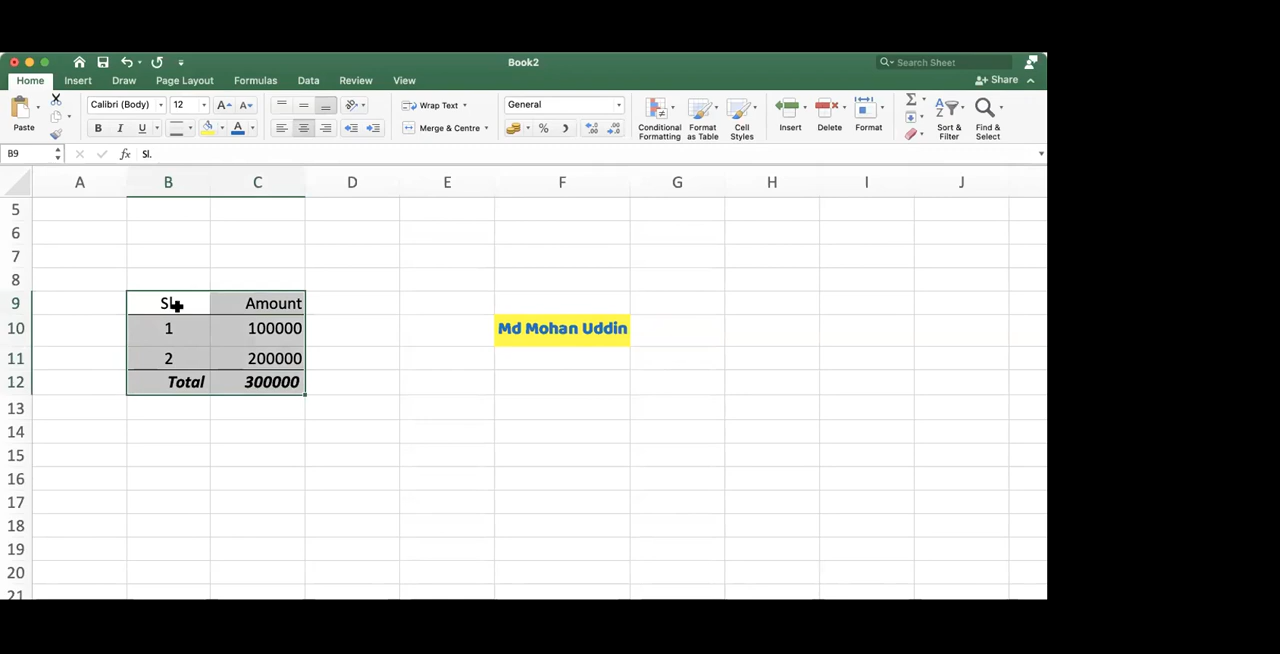 Book2
Search Sheet
Home Insert Draw Page Layout Formulas Data Review View
Share
Paste
Calibri (Body) 12
A A
B I U A
Wrap Text
Merge & Centre
General
%
Conditional Formatting
Format as Table
Cell Styles
Insert
Delete
Format
Sort & Filter
Find & Select
B9 fx Sl.
A B C D E F G H I J
5
6
7
8
9 Amount
10 1 100000 Md Mohan Uddin
11 2 200000
12 Total 300000
13
14
15
16
17
18
19
20
21